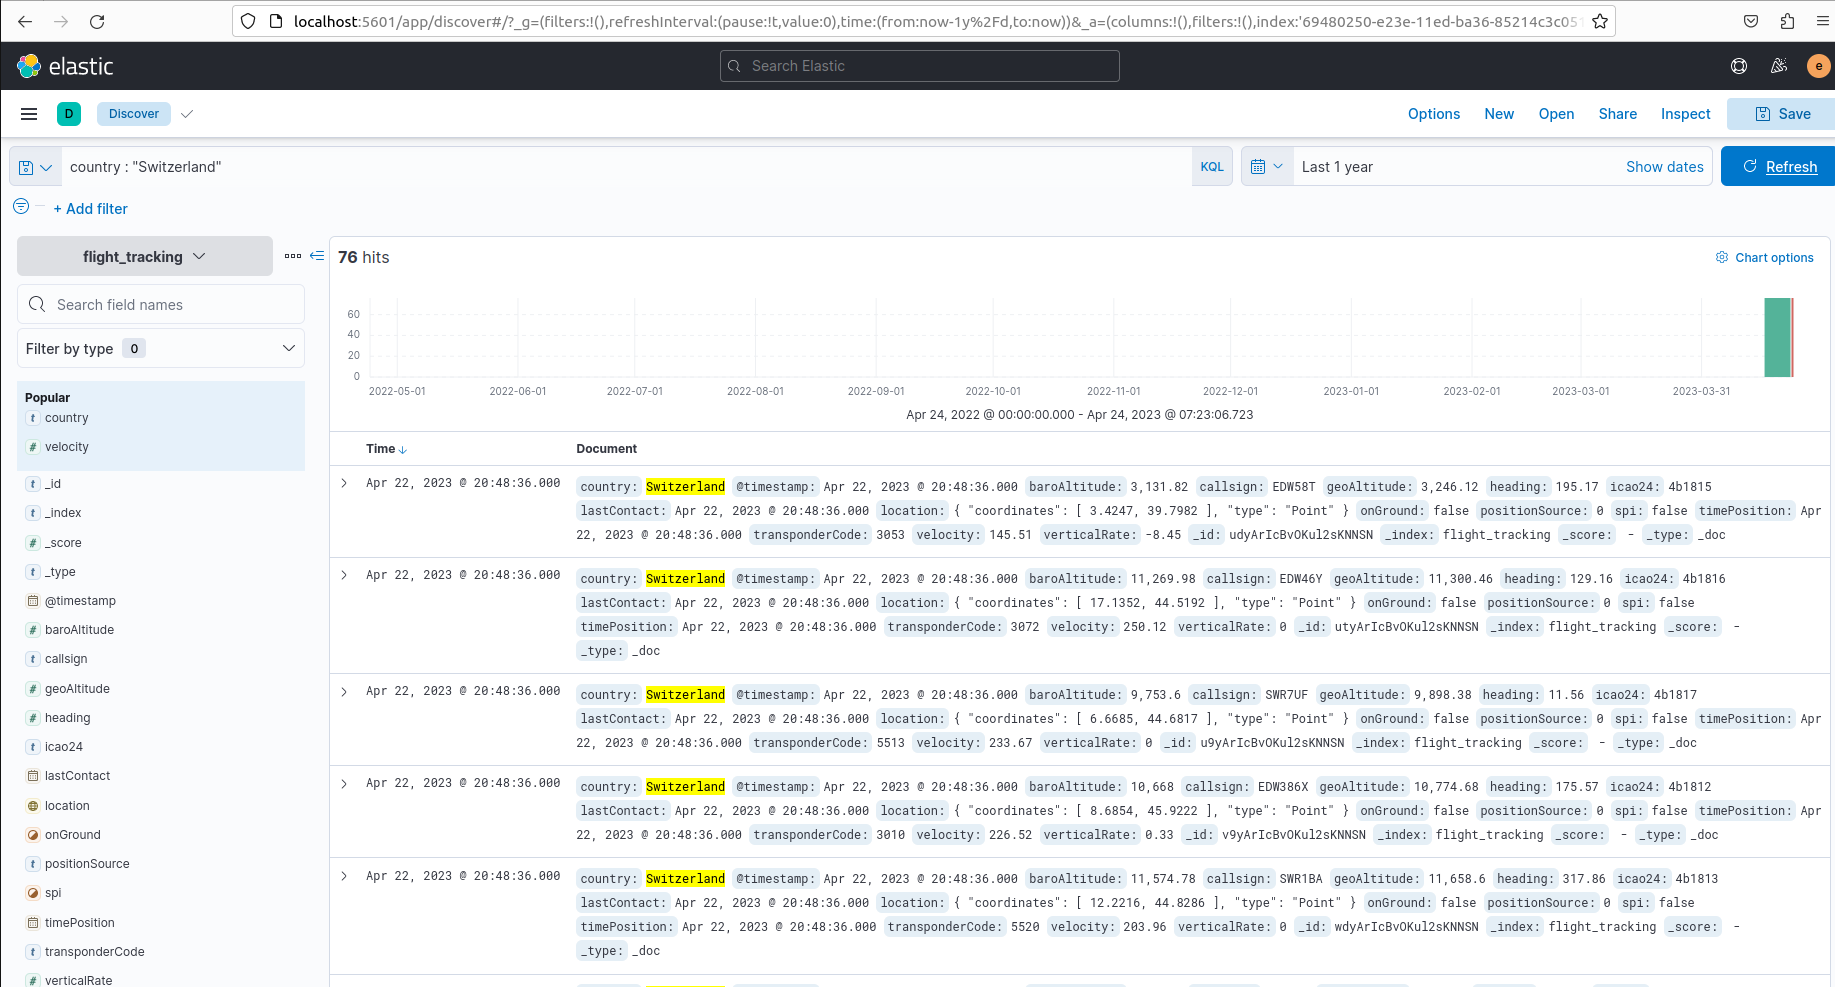 localhost:5601/app/discover#/?_g=(filters:!(),refreshInterval:(pause:!t,value:0),time:(from:now-1y%2Fd,to:now))&_a=(columns:!(),filters:!(),index:'69480250-e23e-11ed-ba36-85214c3c051
elastic
Search Elastic
e
D
Discover
Options New Open Share Inspect Save
country : "Switzerland"
KQL
Last 1 year
Show dates
Refresh
+ Add filter
flight_tracking
Search field names
Filter by type 0
Popular
t country
# velocity
t _id
t _index
# _score
t _type
@timestamp
# baroAltitude
t callsign
# geoAltitude
# heading
t icao24
lastContact
location
onGround
t positionSource
spi
timePosition
t transponderCode
# verticalRate
76 hits
Chart options
60
40
20
0
2022-05-01 2022-06-01 2022-07-01 2022-08-01 2022-09-01 2022-10-01 2022-11-01 2022-12-01 2023-01-01 2023-02-01 2023-03-01 2023-03-31
Apr 24, 2022 @ 00:00:00.000 - Apr 24, 2023 @ 07:23:06.723
Time Document
Apr 22, 2023 @ 20:48:36.000 country: Switzerland @timestamp: Apr 22, 2023 @ 20:48:36.000 baroAltitude: 3,131.82 callsign: EDW58T geoAltitude: 3,246.12 heading: 195.17 icao24: 4b1815
lastContact: Apr 22, 2023 @ 20:48:36.000 location: { "coordinates": [ 3.4247, 39.7982 ], "type": "Point" } onGround: false positionSource: 0 spi: false timePosition: Apr
22, 2023 @ 20:48:36.000 transponderCode: 3053 velocity: 145.51 verticalRate: -8.45 _id: udyArIcBvOKul2sKNNSN _index: flight_tracking _score: - _type: _doc
Apr 22, 2023 @ 20:48:36.000 country: Switzerland @timestamp: Apr 22, 2023 @ 20:48:36.000 baroAltitude: 11,269.98 callsign: EDW46Y geoAltitude: 11,300.46 heading: 129.16 icao24: 4b1816
lastContact: Apr 22, 2023 @ 20:48:36.000 location: { "coordinates": [ 17.1352, 44.5192 ], "type": "Point" } onGround: false positionSource: 0 spi: false
timePosition: Apr 22, 2023 @ 20:48:36.000 transponderCode: 3072 velocity: 250.12 verticalRate: 0 _id: utyArIcBvOKul2sKNNSN _index: flight_tracking _score: -
_type: _doc
Apr 22, 2023 @ 20:48:36.000 country: Switzerland @timestamp: Apr 22, 2023 @ 20:48:36.000 baroAltitude: 9,753.6 callsign: SWR7UF geoAltitude: 9,898.38 heading: 11.56 icao24: 4b1817
lastContact: Apr 22, 2023 @ 20:48:36.000 location: { "coordinates": [ 6.6685, 44.6817 ], "type": "Point" } onGround: false positionSource: 0 spi: false timePosition: Apr
22, 2023 @ 20:48:36.000 transponderCode: 5513 velocity: 233.67 verticalRate: 0 _id: u9yArIcBvOKul2sKNNSN _index: flight_tracking _score: - _type: _doc
Apr 22, 2023 @ 20:48:36.000 country: Switzerland @timestamp: Apr 22, 2023 @ 20:48:36.000 baroAltitude: 10,668 callsign: EDW386X geoAltitude: 10,774.68 heading: 175.57 icao24: 4b1812
lastContact: Apr 22, 2023 @ 20:48:36.000 location: { "coordinates": [ 8.6854, 45.9222 ], "type": "Point" } onGround: false positionSource: 0 spi: false timePosition: Apr
22, 2023 @ 20:48:36.000 transponderCode: 3010 velocity: 226.52 verticalRate: 0.33 _id: v9yArIcBvOKul2sKNNSN _index: flight_tracking _score: - _type: _doc
Apr 22, 2023 @ 20:48:36.000 country: Switzerland @timestamp: Apr 22, 2023 @ 20:48:36.000 baroAltitude: 11,574.78 callsign: SWR1BA geoAltitude: 11,658.6 heading: 317.86 icao24: 4b1813
lastContact: Apr 22, 2023 @ 20:48:36.000 location: { "coordinates": [ 12.2216, 44.8286 ], "type": "Point" } onGround: false positionSource: 0 spi: false
timePosition: Apr 22, 2023 @ 20:48:36.000 transponderCode: 5520 velocity: 203.96 verticalRate: 0 _id: wdyArIcBvOKul2sKNNSN _index: flight_tracking _score: -
_type: _doc